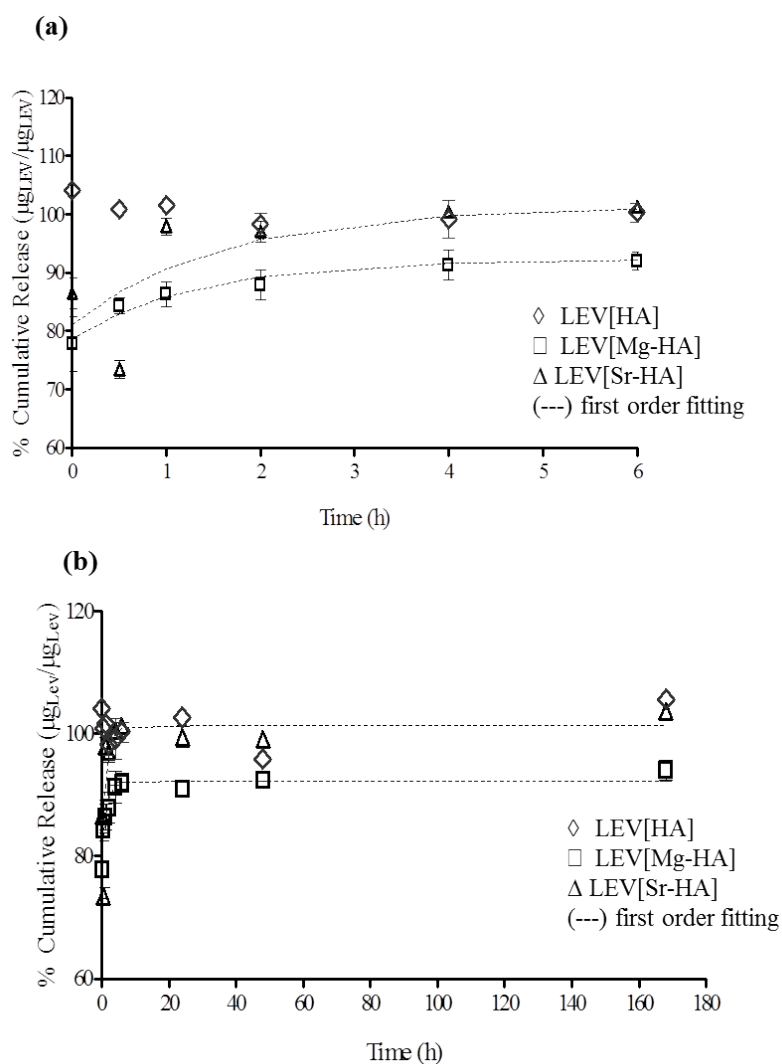 (a)
% Cumulative Release (µgLEV/µgLEV)
120
110
100
90
80
70
60
◇ LEV[HA]
□ LEV[Mg-HA]
Δ LEV[Sr-HA]
(---) first order fitting
0 1 2 3 4 5 6
Time (h)
(b)
% Cumulative Release (µgLev/µgLev)
120
100
80
60
◇ LEV[HA]
□ LEV[Mg-HA]
Δ LEV[Sr-HA]
(---) first order fitting
0 20 40 60 80 100 120 140 160 180
Time (h)